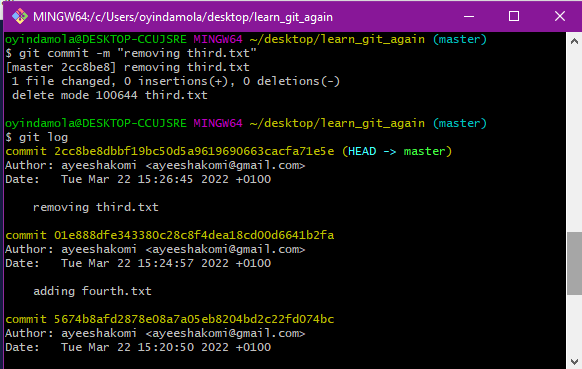 MINGW64:/c/Users/oyindamola/desktop/learn_git_again
oyindamola@DESKTOP-CCUJSRE MINGW64 ~/desktop/learn_git_again (master)
$ git commit -m "removing third.txt"
[master 2cc8be8] removing third.txt
 1 file changed, 0 insertions(+), 0 deletions(-)
 delete mode 100644 third.txt
oyindamola@DESKTOP-CCUJSRE MINGW64 ~/desktop/learn_git_again (master)
$ git log
commit 2cc8be8dbbf19bc50d5a9619690663cacfa71e5e (HEAD -> master)
Author: ayeeshakomi <ayeeshakomi@gmail.com>
Date:   Tue Mar 22 15:26:45 2022 +0100
    removing third.txt
commit 01e888dfe343380c28c8f4dea18cd00d6641b2fa
Author: ayeeshakomi <ayeeshakomi@gmail.com>
Date:   Tue Mar 22 15:24:57 2022 +0100
    adding fourth.txt
commit 5674b8afd2878e08a7a05eb8204bd2c22fd074bc
Author: ayeeshakomi <ayeeshakomi@gmail.com>
Date:   Tue Mar 22 15:20:50 2022 +0100